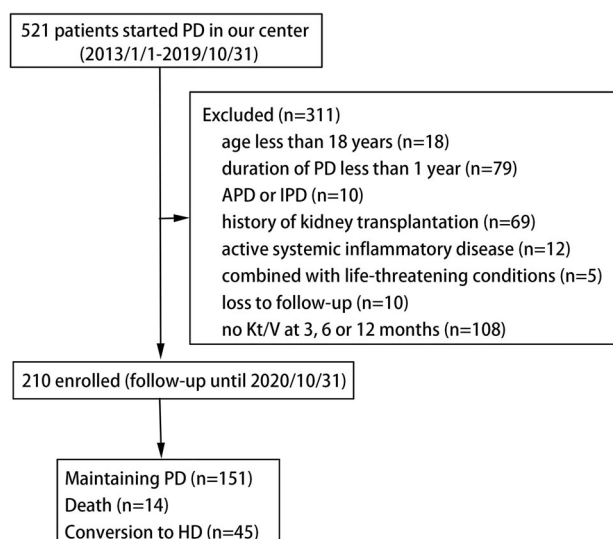 521 patients started PD in our center
(2013/1/1-2019/10/31)
Excluded (n=311)
age less than 18 years (n=18)
duration of PD less than 1 year (n=79)
APD or IPD (n=10)
history of kidney transplantation (n=69)
active systemic inflammatory disease (n=12)
combined with life-threatening conditions (n=5)
loss to follow-up (n=10)
no Kt/V at 3, 6 or 12 months (n=108)
210 enrolled (follow-up until 2020/10/31)
Maintaining PD (n=151)
Death (n=14)
Conversion to HD (n=45)